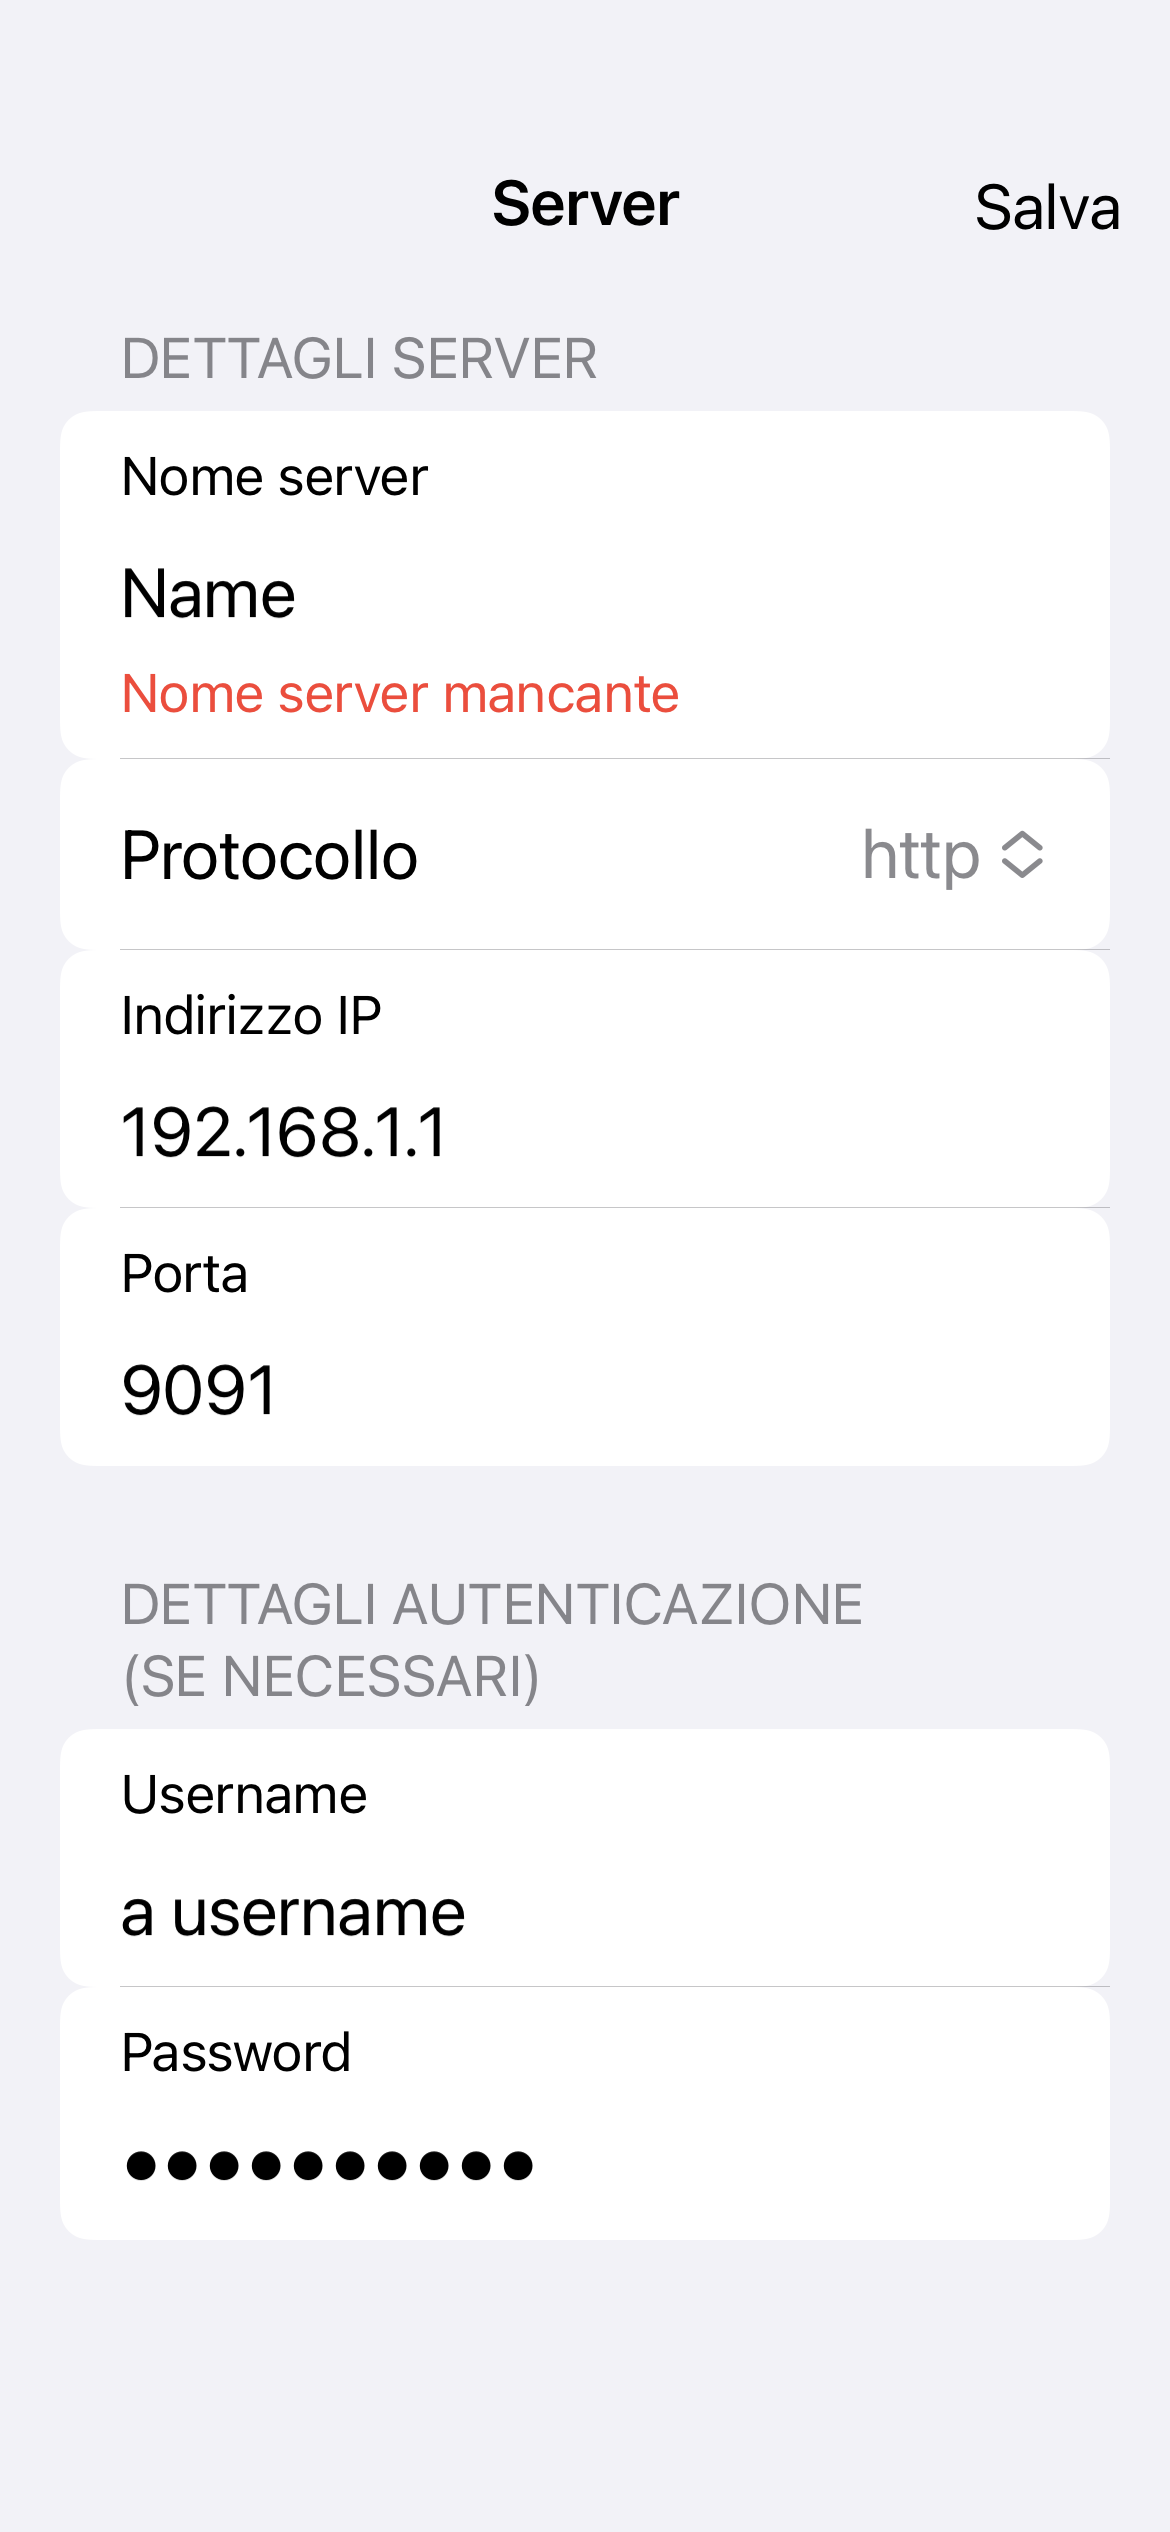 Server
Salva
DETTAGLI SERVER
Nome server
Name
Nome server mancante
Protocollo
http
Indirizzo IP
192.168.1.1
Porta
9091
DETTAGLI AUTENTICAZIONE
(SE NECESSARI)
Username
a username
Password
••••••••••